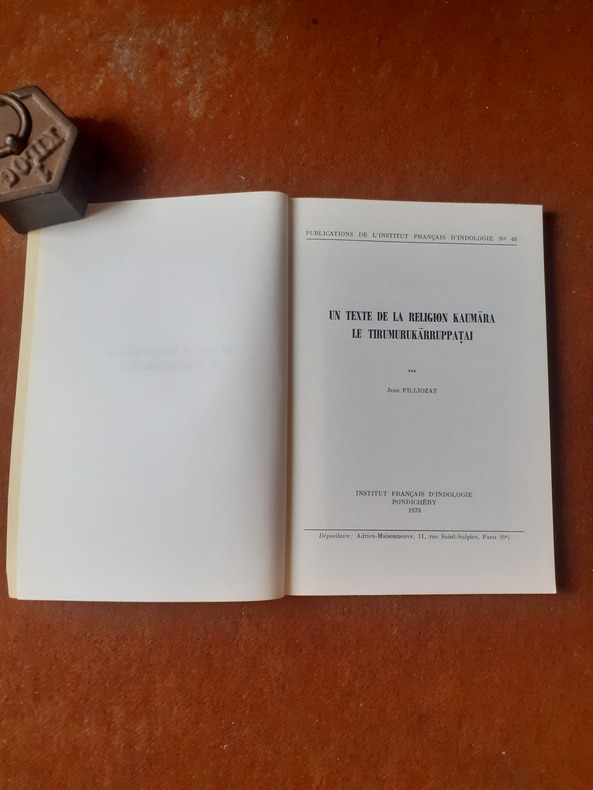 PUBLICATIONS DE L'INSTITUT FRANÇAIS D'INDOLOGIE Nº 49
UN TEXTE DE LA RELIGION KAUMĀRA
LE TIRUMURUKĀRRUPPAṬAI
PAR
Jean FILLIOZAT
INSTITUT FRANÇAIS D'INDOLOGIE
PONDICHÉRY
1973
Dépositaire: Adrien-Maisonneuve, 11, rue Saint-Sulpice, Paris (6e)